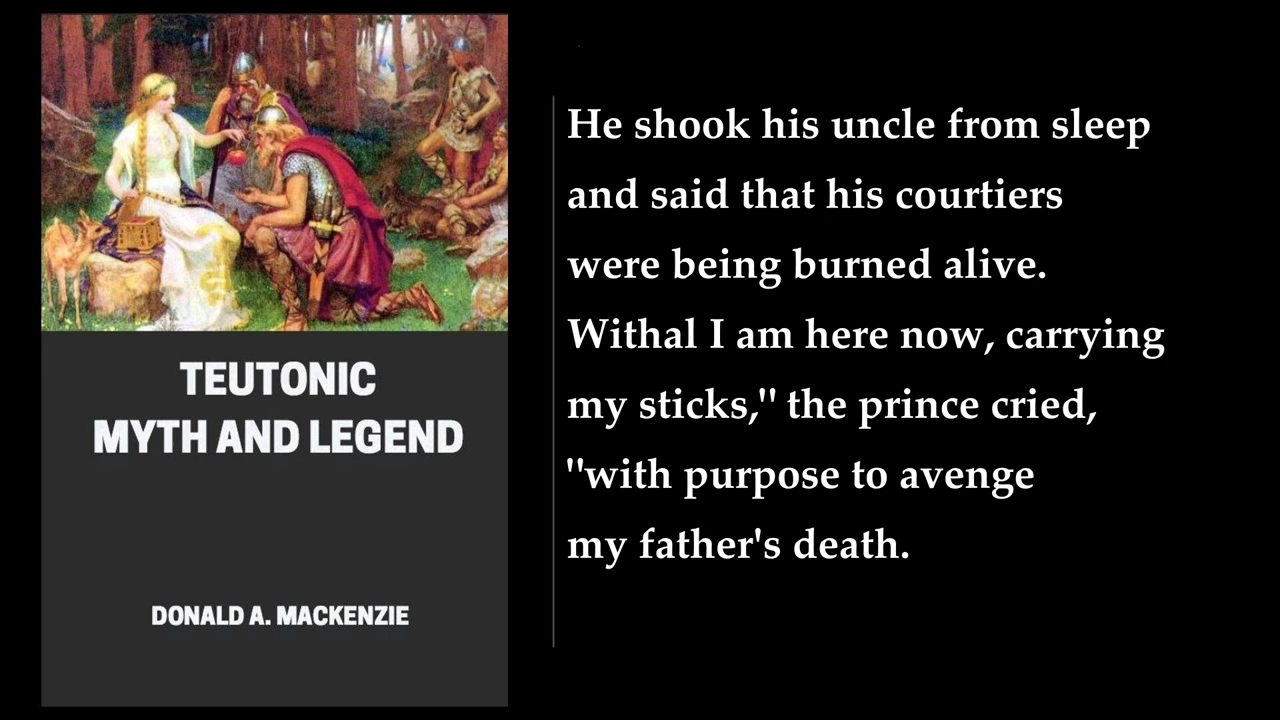 TEUTONIC
MYTH AND LEGEND
DONALD A. MACKENZIE
He shook his uncle from sleep
and said that his courtiers
were being burned alive.
Withal I am here now, carrying
my sticks," the prince cried,
"with purpose to avenge
my father's death.